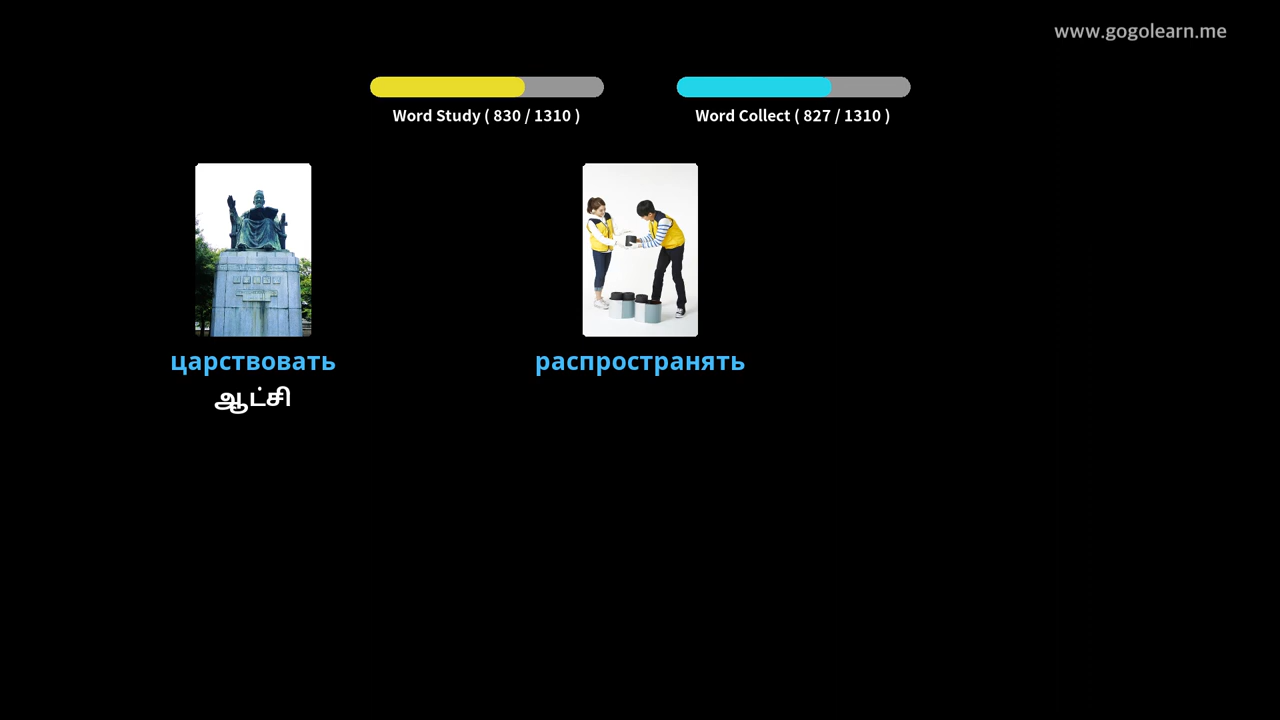 www.gogolearn.me
Word Study ( 830 / 1310 )
Word Collect ( 827 / 1310 )
царствовать
распространять
ஆட்சி